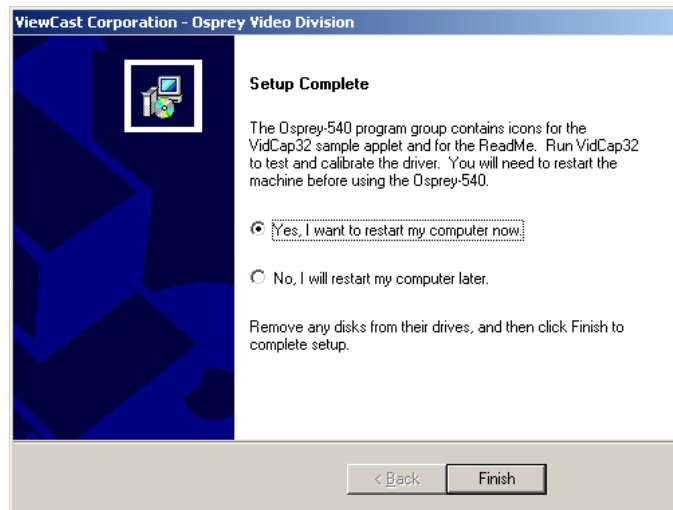 ViewCast Corporation - Osprey Video Division
Setup Complete
The Osprey-540 program group contains icons for the
VidCap32 sample applet and for the ReadMe. Run VidCap32
to test and calibrate the driver. You will need to restart the
machine before using the Osprey-540.
Yes, I want to restart my computer now.
No, I will restart my computer later.
Remove any disks from their drives, and then click Finish to
complete setup.
< Back
Finish